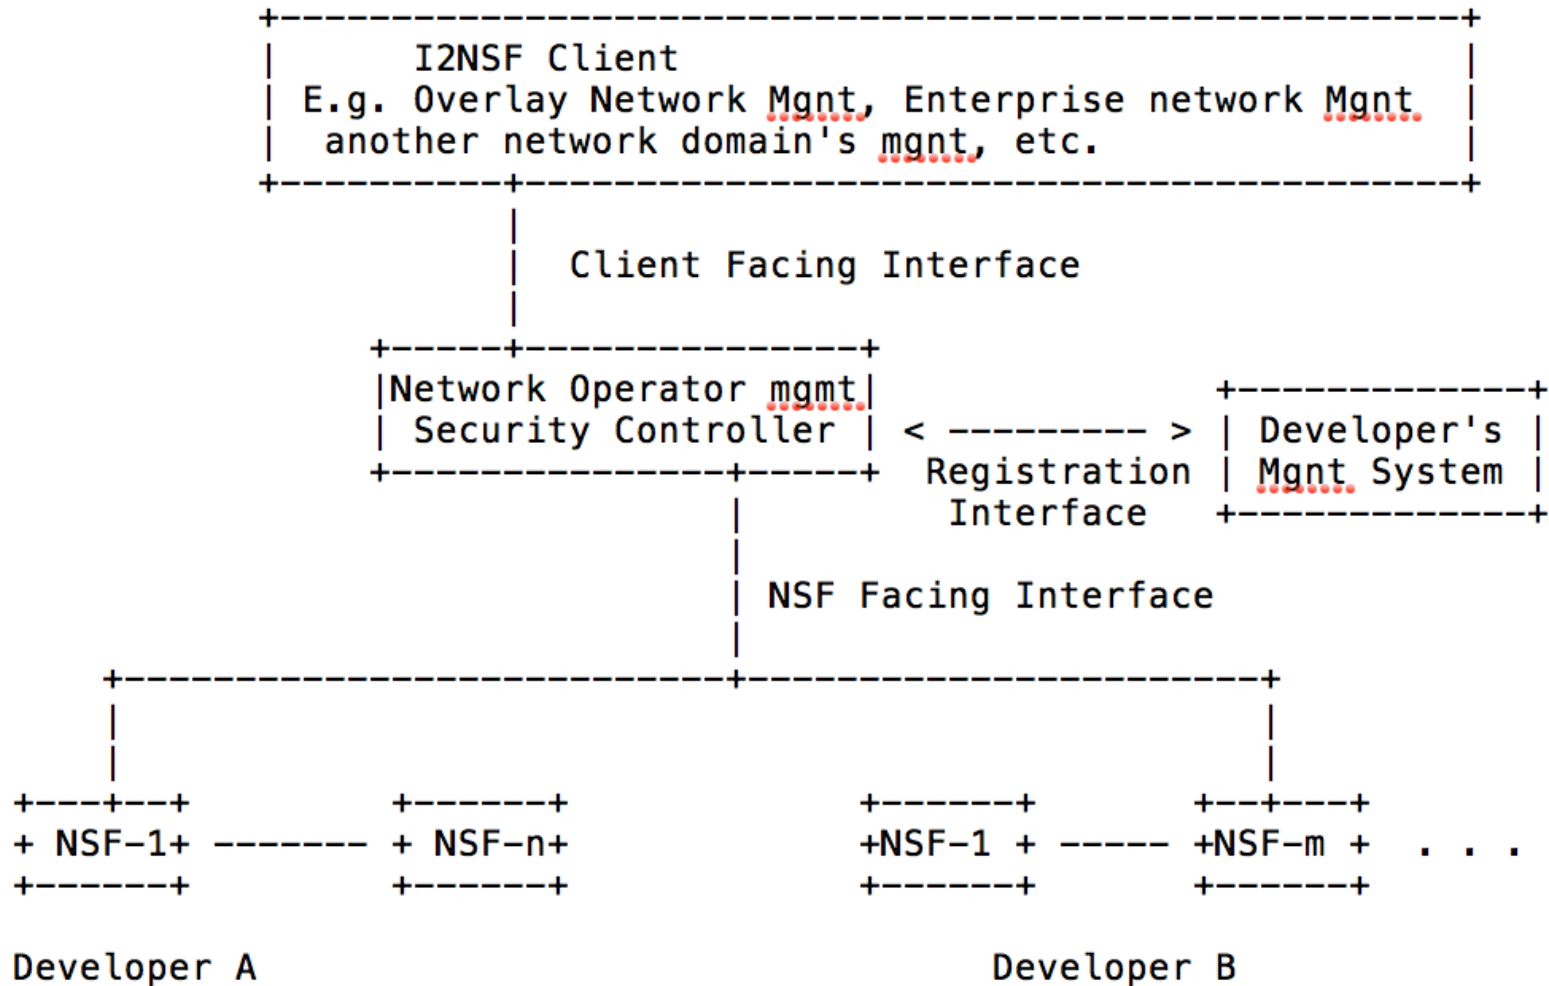 I2NSF Client
E.g. Overlay Network Mgnt, Enterprise network Mgnt
another network domain's mgnt, etc.
Client Facing Interface
Network Operator mgmt
Security Controller
< --------- >
Developer's
Registration
Mgnt System
Interface
NSF Facing Interface
NSF-1 ------- NSF-n
NSF-1 ----- NSF-m . . .
Developer A
Developer B